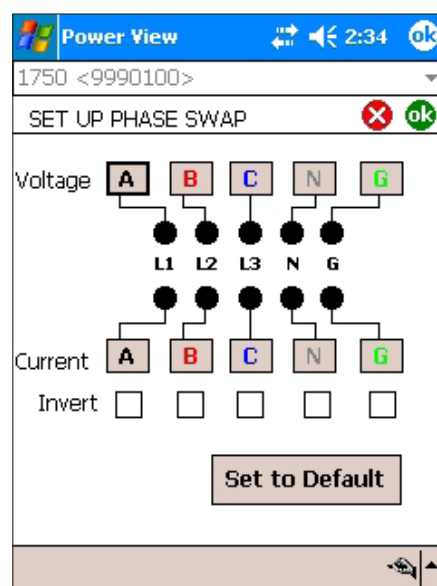 Power View 2:34 ok
1750 <9990100>
SET UP PHASE SWAP ok
Voltage A B C N G
L1 L2 L3 N G
Current A B C N G
Invert
Set to Default